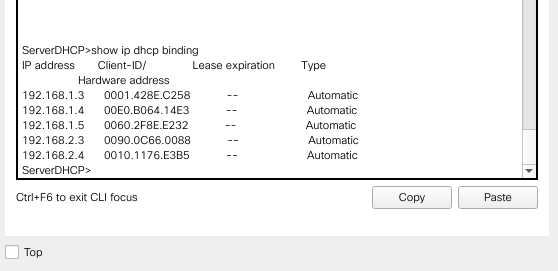 ServerDHCP>show ip dhcp binding
IP address Client-ID/ Lease expiration Type
Hardware address
192.168.1.3 0001.428E.C258 -- Automatic
192.168.1.4 00E0.B064.14E3 -- Automatic
192.168.1.5 0060.2F8E.E232 -- Automatic
192.168.2.3 0090.0C66.0088 -- Automatic
192.168.2.4 0010.1176.E3B5 -- Automatic
ServerDHCP>
Ctrl+F6 to exit CLI focus
Copy
Paste
Top